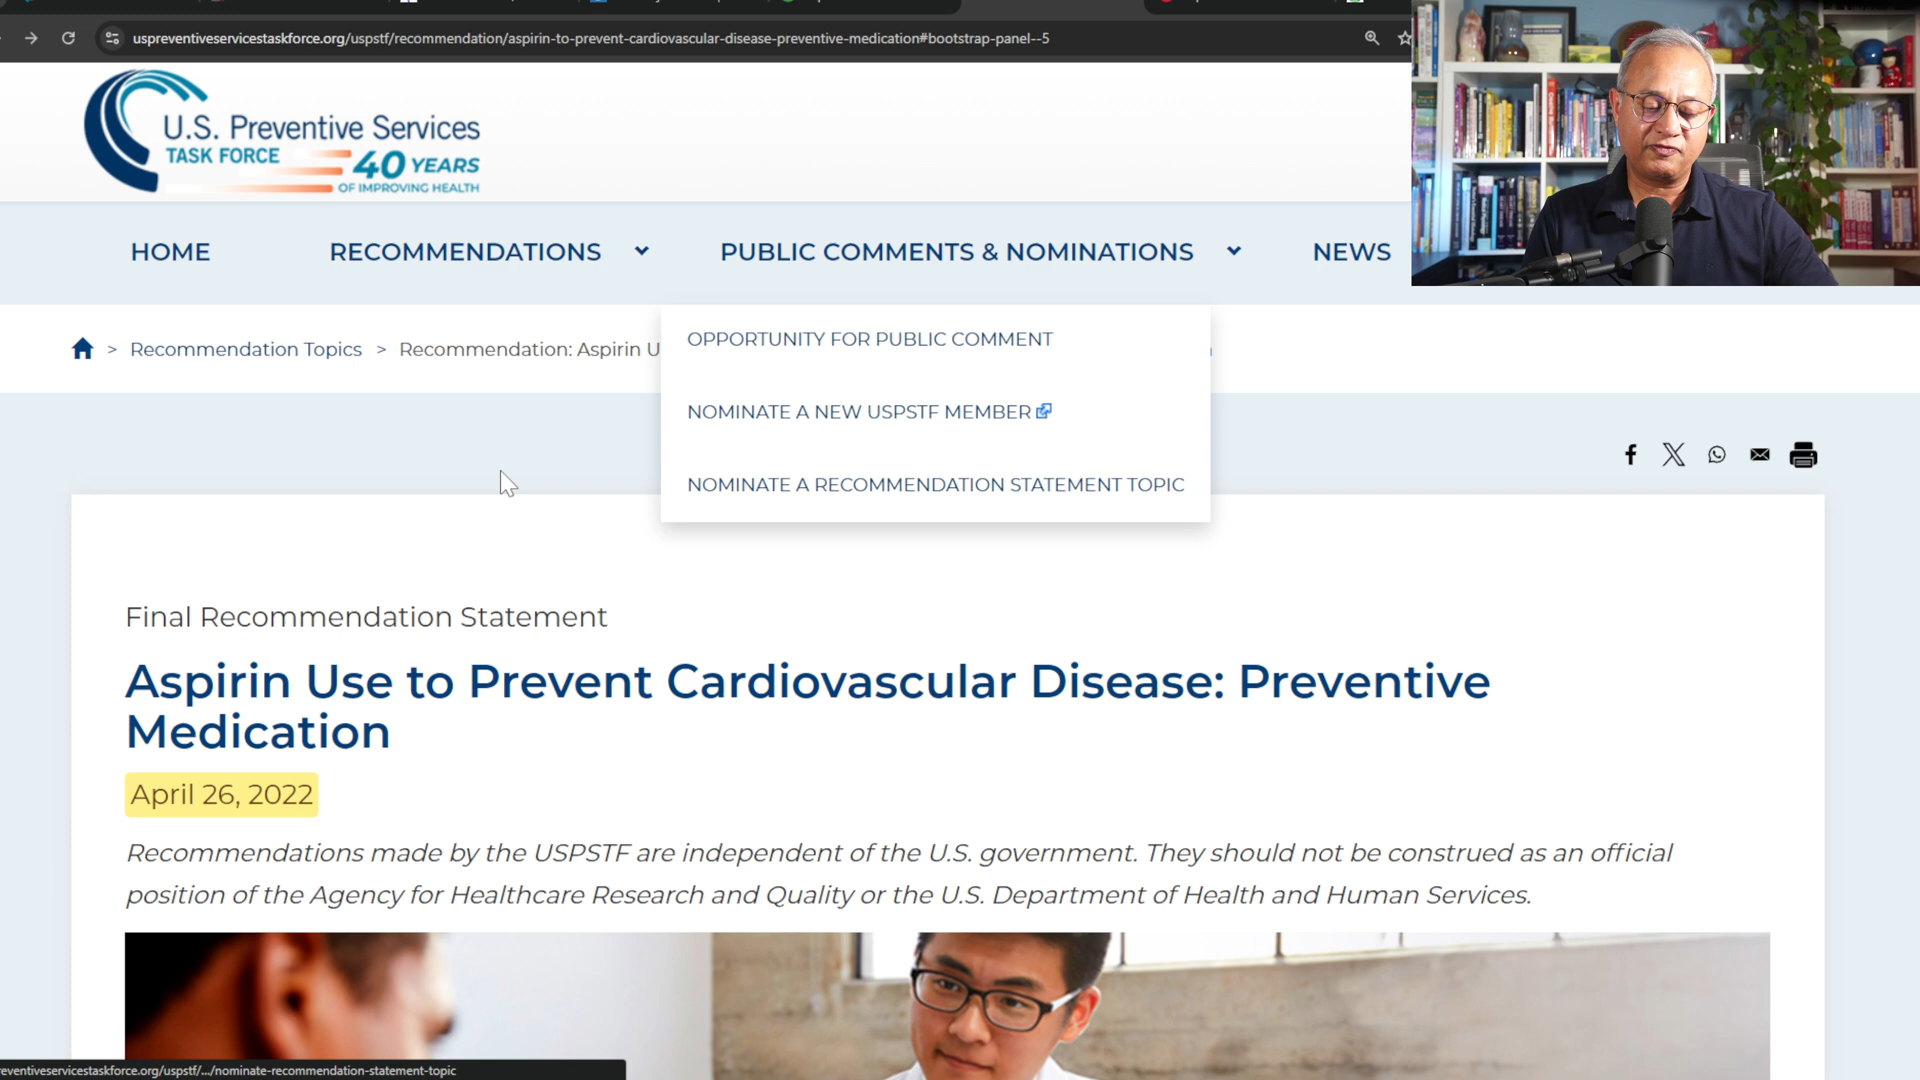 uspreventiveservicestaskforce.org/uspstf/recommendation/aspirin-to-prevent-cardiovascular-disease-preventive-medication#bootstrap-panel--5
U.S. Preventive Services
TASK FORCE
40 YEARS
OF IMPROVING HEALTH
HOME
RECOMMENDATIONS
PUBLIC COMMENTS & NOMINATIONS
NEWS
> Recommendation Topics > Recommendation: Aspirin U
OPPORTUNITY FOR PUBLIC COMMENT
NOMINATE A NEW USPSTF MEMBER
NOMINATE A RECOMMENDATION STATEMENT TOPIC
Final Recommendation Statement
Aspirin Use to Prevent Cardiovascular Disease: Preventive
Medication
April 26, 2022
Recommendations made by the USPSTF are independent of the U.S. government. They should not be construed as an official
position of the Agency for Healthcare Research and Quality or the U.S. Department of Health and Human Services.
eventiveservicestaskforce.org/uspstf/.../nominate-recommendation-statement-topic